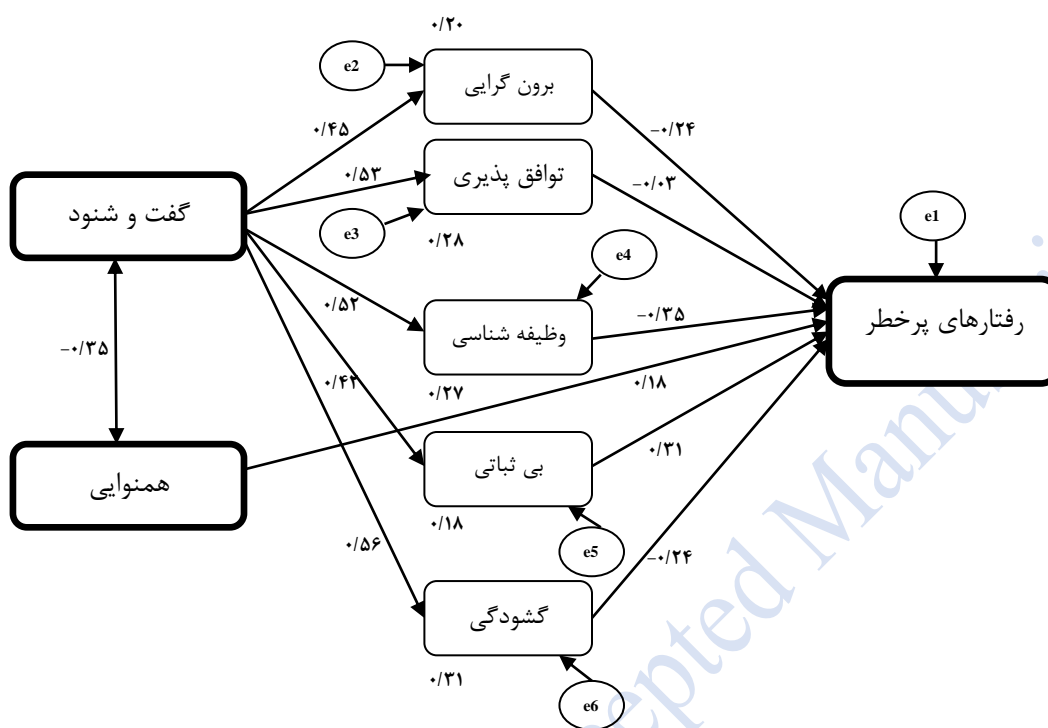 ۰/۲۰
e2
برون گرایی
۰/۴۵
−۰/۲۴
توافق پذیری
۰/۵۳
−۰/۰۳
گفت و شنود
e3
e1
۰/۲۸
e4
۰/۵۲
وظیفه شناسی
−۰/۳۵
رفتارهای پرخطر
−۰/۳۵
۰/۴۲
۰/۲۷
۰/۱۸
همنوایی
بی ثباتی
۰/۳۱
۰/۱۸
e5
۰/۵۶
−۰/۲۴
گشودگی
۰/۳۱
e6